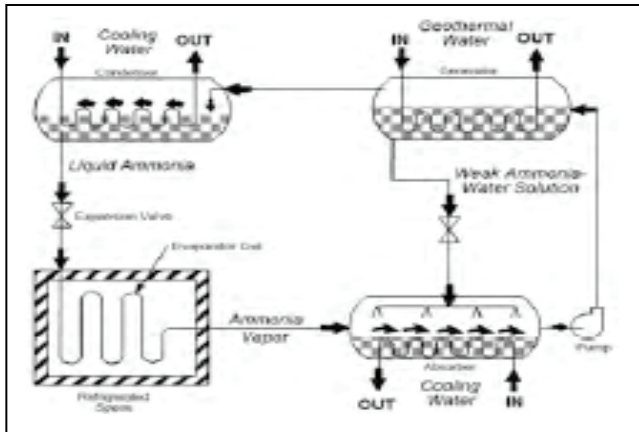 IN
Cooling
Water
OUT
Condenser
IN
Geothermal
Water
OUT
Generator
Liquid Ammonia
Weak Ammonia-
Water Solution
Expansion Valve
Evaporator Coil
Ammonia
Vapor
Refrigerated
Space
Absorber
Pump
OUT
Cooling
Water
IN